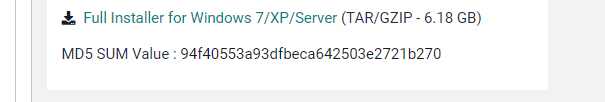 Full Installer for Windows 7/XP/Server (TAR/GZIP - 6.18 GB)
MD5 SUM Value : 94f40553a93dfbeca642503e2721b270